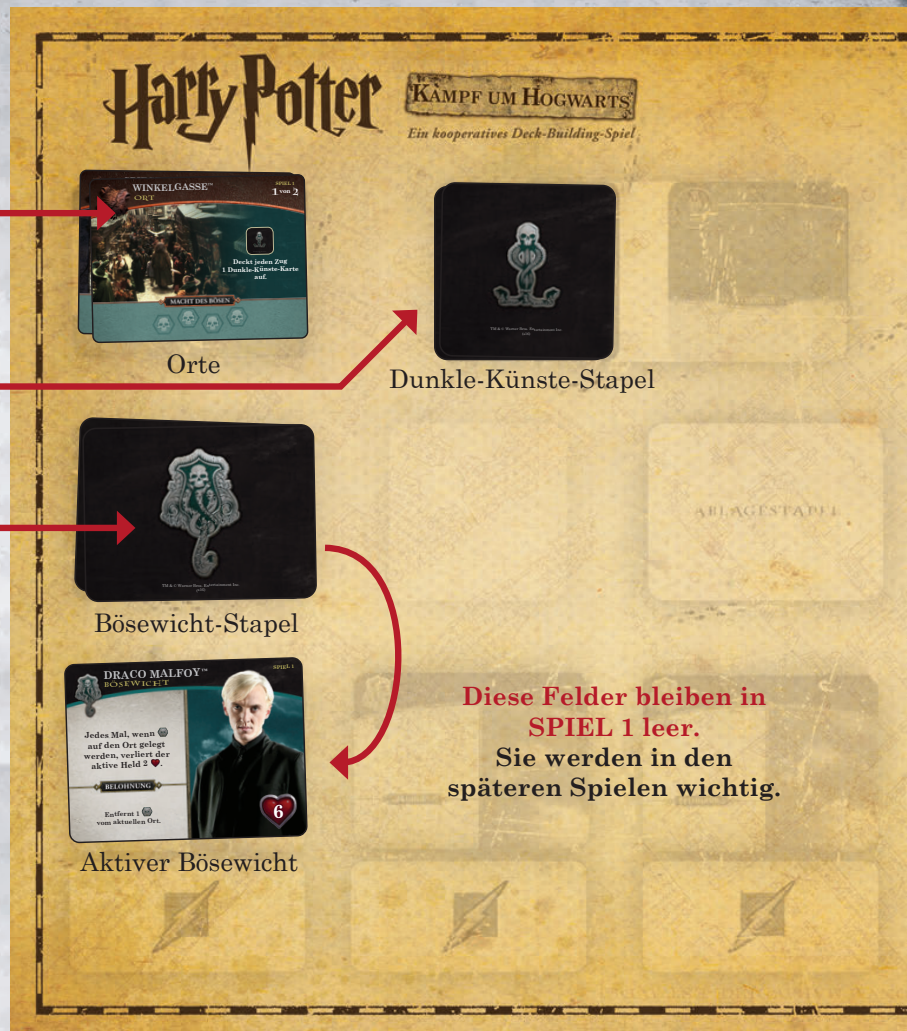 Harry Potter
KAMPF UM HOGWARTS
Ein kooperatives Deck-Building-Spiel
WINKELGASSE™
ORT
SPIEL 1
1 von 2
Deckt jeden Zug
1 Dunkle-Künste-Karte
auf.
MACHT DES BÖSEN
Orte
Dunkle-Künste-Stapel
ABLAGESTAPEL
Bösewicht-Stapel
DRACO MALFOY™
BÖSEWICHT
SPIEL 1
Jedes Mal, wenn
auf den Ort gelegt
werden, verliert der
aktive Held 2
BELOHNUNG
Entfernt 1
vom aktuellen Ort.
6
Aktiver Bösewicht
Diese Felder bleiben in
SPIEL 1 leer.
Sie werden in den
späteren Spielen wichtig.